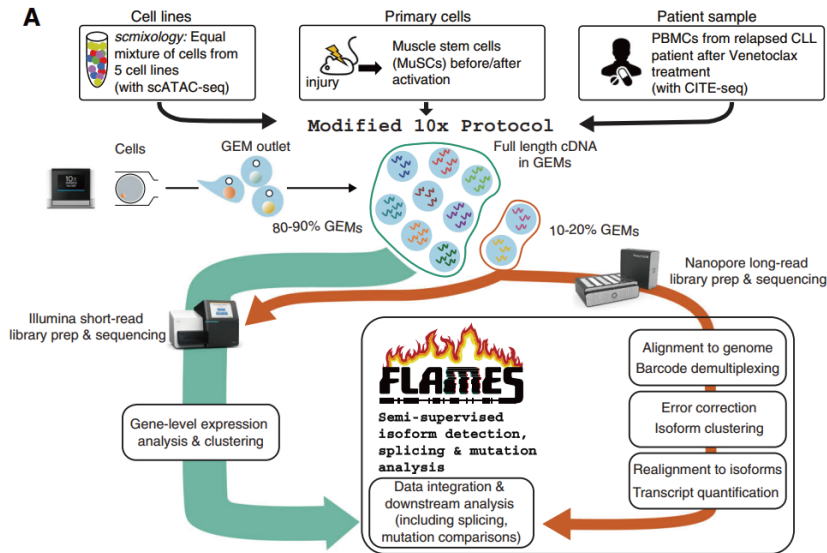 A
Cell lines
scmixology: Equal
mixture of cells from
5 cell lines
(with scATAC-seq)
Primary cells
injury
Muscle stem cells
(MuSCs) before/after
activation
Patient sample
PBMCs from relapsed CLL
patient after Venetoclax
treatment
(with CITE-seq)
Modified 10x Protocol
Cells
GEM outlet
Full length cDNA
in GEMs
10x
80-90% GEMs
10-20% GEMs
Nanopore long-read
library prep & sequencing
Illumina short-read
library prep & sequencing
Gene-level expression
analysis & clustering
FLAMES
Semi-supervised
isoform detection,
splicing & mutation
analysis
Data integration &
downstream analysis
(including splicing,
mutation comparisons)
Alignment to genome
Barcode demultiplexing
Error correction
Isoform clustering
Realignment to isoforms
Transcript quantification